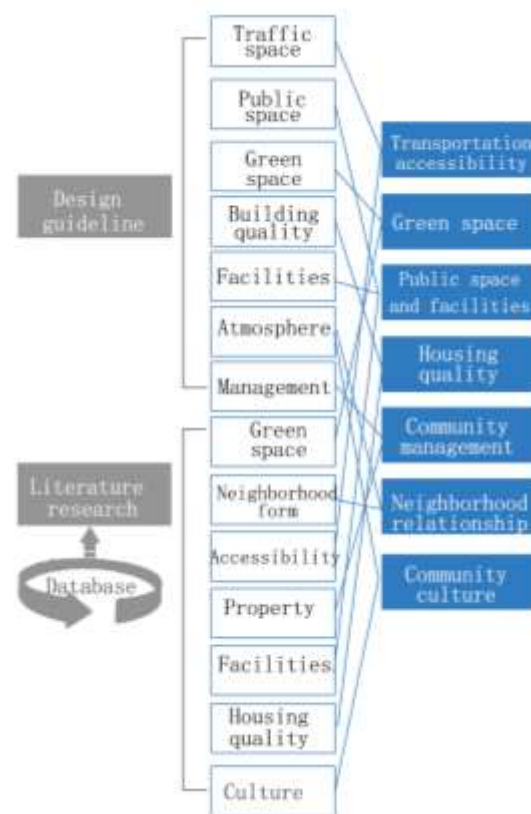 Design
guideline
Literature
research
Database
Traffic
space
Public
space
Green
space
Building
quality
Facilities
Atmosphere
Management
Green
space
Neighborhood
form
Accessibility
Property
Facilities
Housing
quality
Culture
Transportation
accessibility
Green space
Public space
and facilities
Housing
quality
Community
management
Neighborhood
relationship
Community
culture